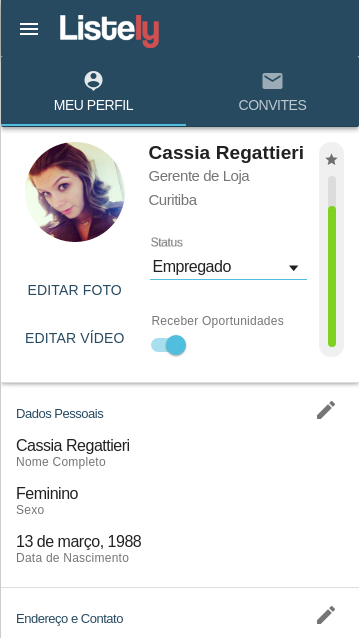 Listely
MEU PERFIL
CONVITES
Cassia Regattieri
Gerente de Loja
Curitiba
Status
Empregado
EDITAR FOTO
Receber Oportunidades
EDITAR VÍDEO
Dados Pessoais
Cassia Regattieri
Nome Completo
Feminino
Sexo
13 de março, 1988
Data de Nascimento
Endereço e Contato